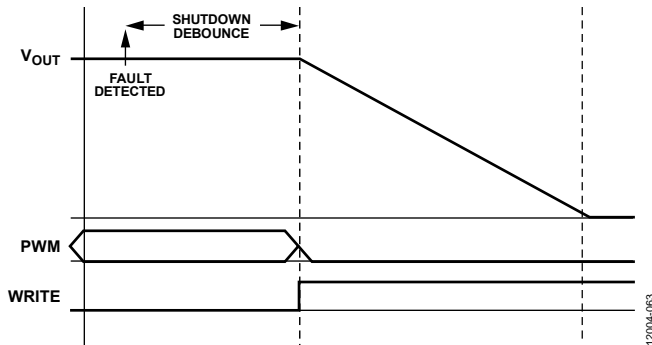 SHUTDOWN
DEBOUNCE
VOUT
FAULT
DETECTED
PWM
WRITE
12004-063